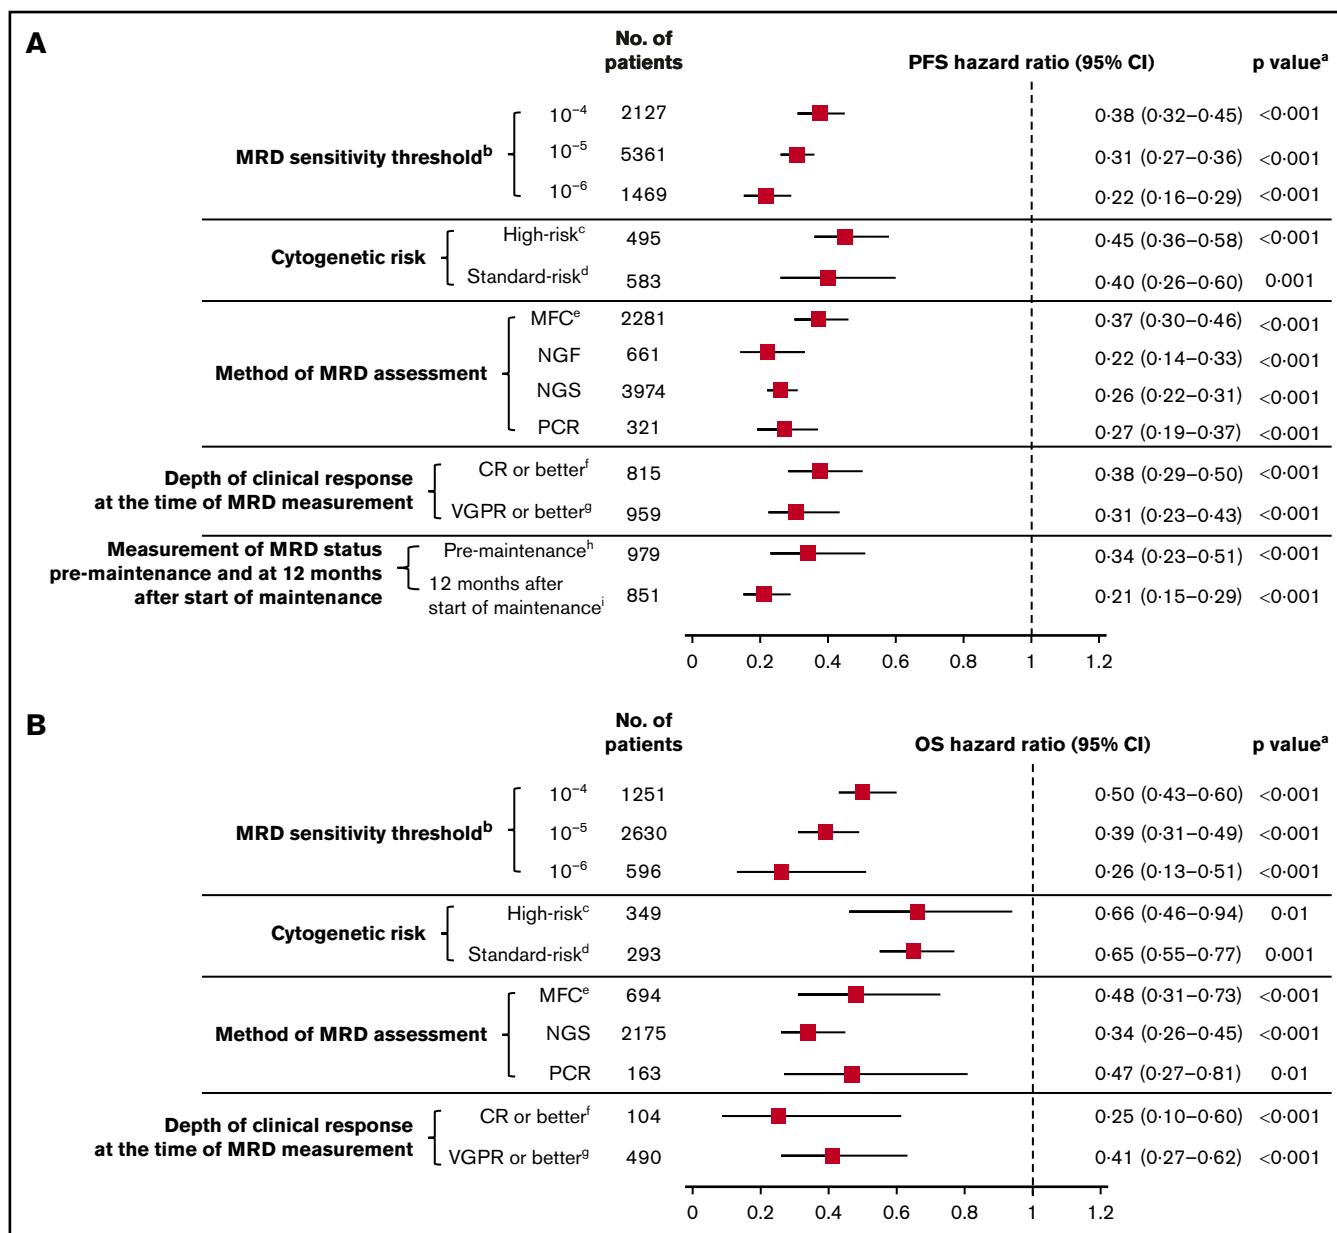 A
No. of patients PFS hazard ratio (95% CI) p valueᵃ
MRD sensitivity thresholdᵇ
10⁻⁴ 2127 0·38 (0·32–0·45) <0·001
10⁻⁵ 5361 0·31 (0·27–0·36) <0·001
10⁻⁶ 1469 0·22 (0·16–0·29) <0·001
Cytogenetic risk
High-riskᶜ 495 0·45 (0·36–0·58) <0·001
Standard-riskᵈ 583 0·40 (0·26–0·60) 0·001
Method of MRD assessment
MFCᵉ 2281 0·37 (0·30–0·46) <0·001
NGF 661 0·22 (0·14–0·33) <0·001
NGS 3974 0·26 (0·22–0·31) <0·001
PCR 321 0·27 (0·19–0·37) <0·001
Depth of clinical response
at the time of MRD measurement
CR or betterᶠ 815 0·38 (0·29–0·50) <0·001
VGPR or betterᵍ 959 0·31 (0·23–0·43) <0·001
Measurement of MRD status
pre-maintenance and at 12 months
after start of maintenance
Pre-maintenanceʰ 979 0·34 (0·23–0·51) <0·001
12 months after
start of maintenanceⁱ 851 0·21 (0·15–0·29) <0·001
0 0.2 0.4 0.6 0.8 1 1.2
B
No. of patients OS hazard ratio (95% CI) p valueᵃ
MRD sensitivity thresholdᵇ
10⁻⁴ 1251 0·50 (0·43–0·60) <0·001
10⁻⁵ 2630 0·39 (0·31–0·49) <0·001
10⁻⁶ 596 0·26 (0·13–0·51) <0·001
Cytogenetic risk
High-riskᶜ 349 0·66 (0·46–0·94) 0·01
Standard-riskᵈ 293 0·65 (0·55–0·77) 0·001
Method of MRD assessment
MFCᵉ 694 0·48 (0·31–0·73) <0·001
NGS 2175 0·34 (0·26–0·45) <0·001
PCR 163 0·47 (0·27–0·81) 0·01
Depth of clinical response
at the time of MRD measurement
CR or betterᶠ 104 0·25 (0·10–0·60) <0·001
VGPR or betterᵍ 490 0·41 (0·27–0·62) <0·001
0 0.2 0.4 0.6 0.8 1 1.2